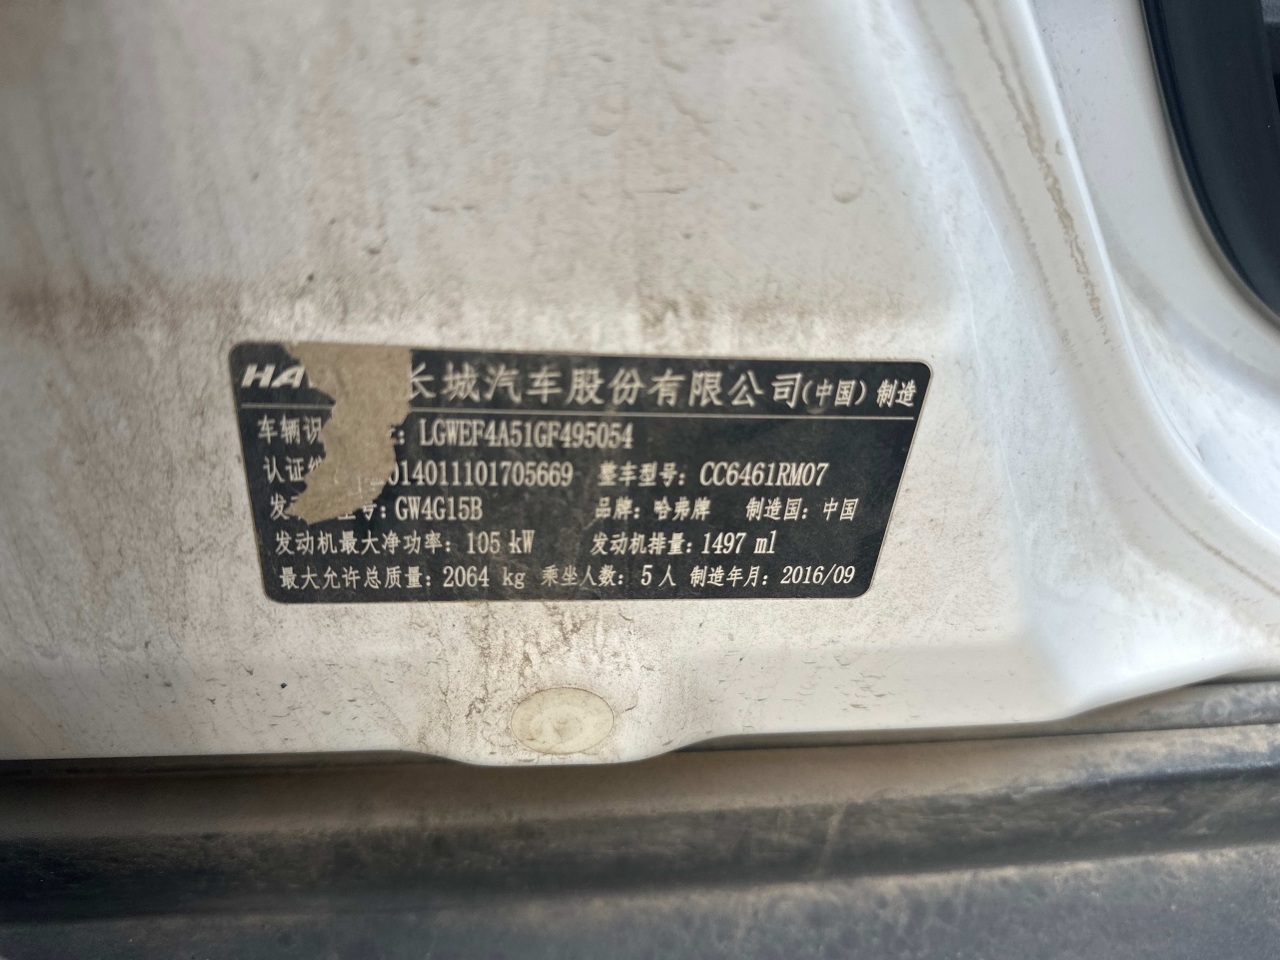 HA 长城汽车股份有限公司(中国) 制造
车辆识 : LGWEF4A51GF495054
认证 014011101705669 整车型号: CC6461RM07
发 型号: GW4G15B 品牌: 哈弗牌 制造国: 中国
发动机最大净功率: 105 kW 发动机排量: 1497 ml
最大允许总质量: 2064 kg 乘坐人数: 5 人 制造年月: 2016/09